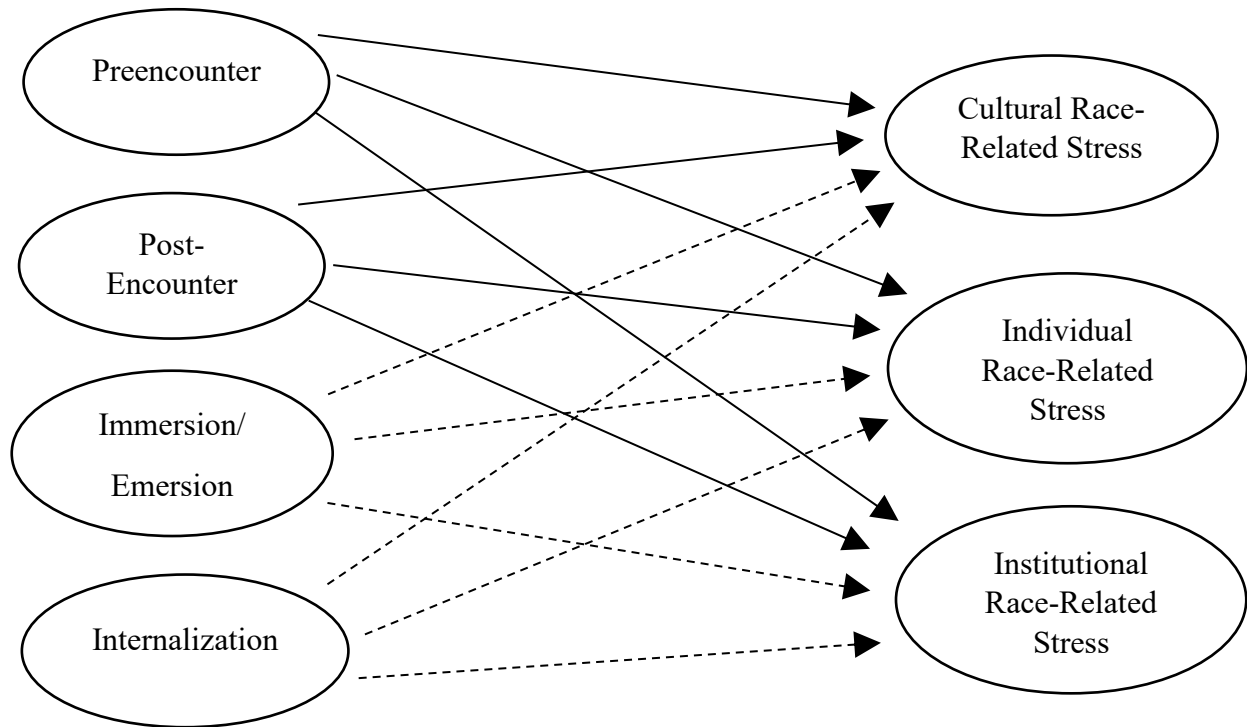 Preencounter
Post-
Encounter
Immersion/
Emersion
Internalization
Cultural Race-
Related Stress
Individual
Race-Related
Stress
Institutional
Race-Related
Stress